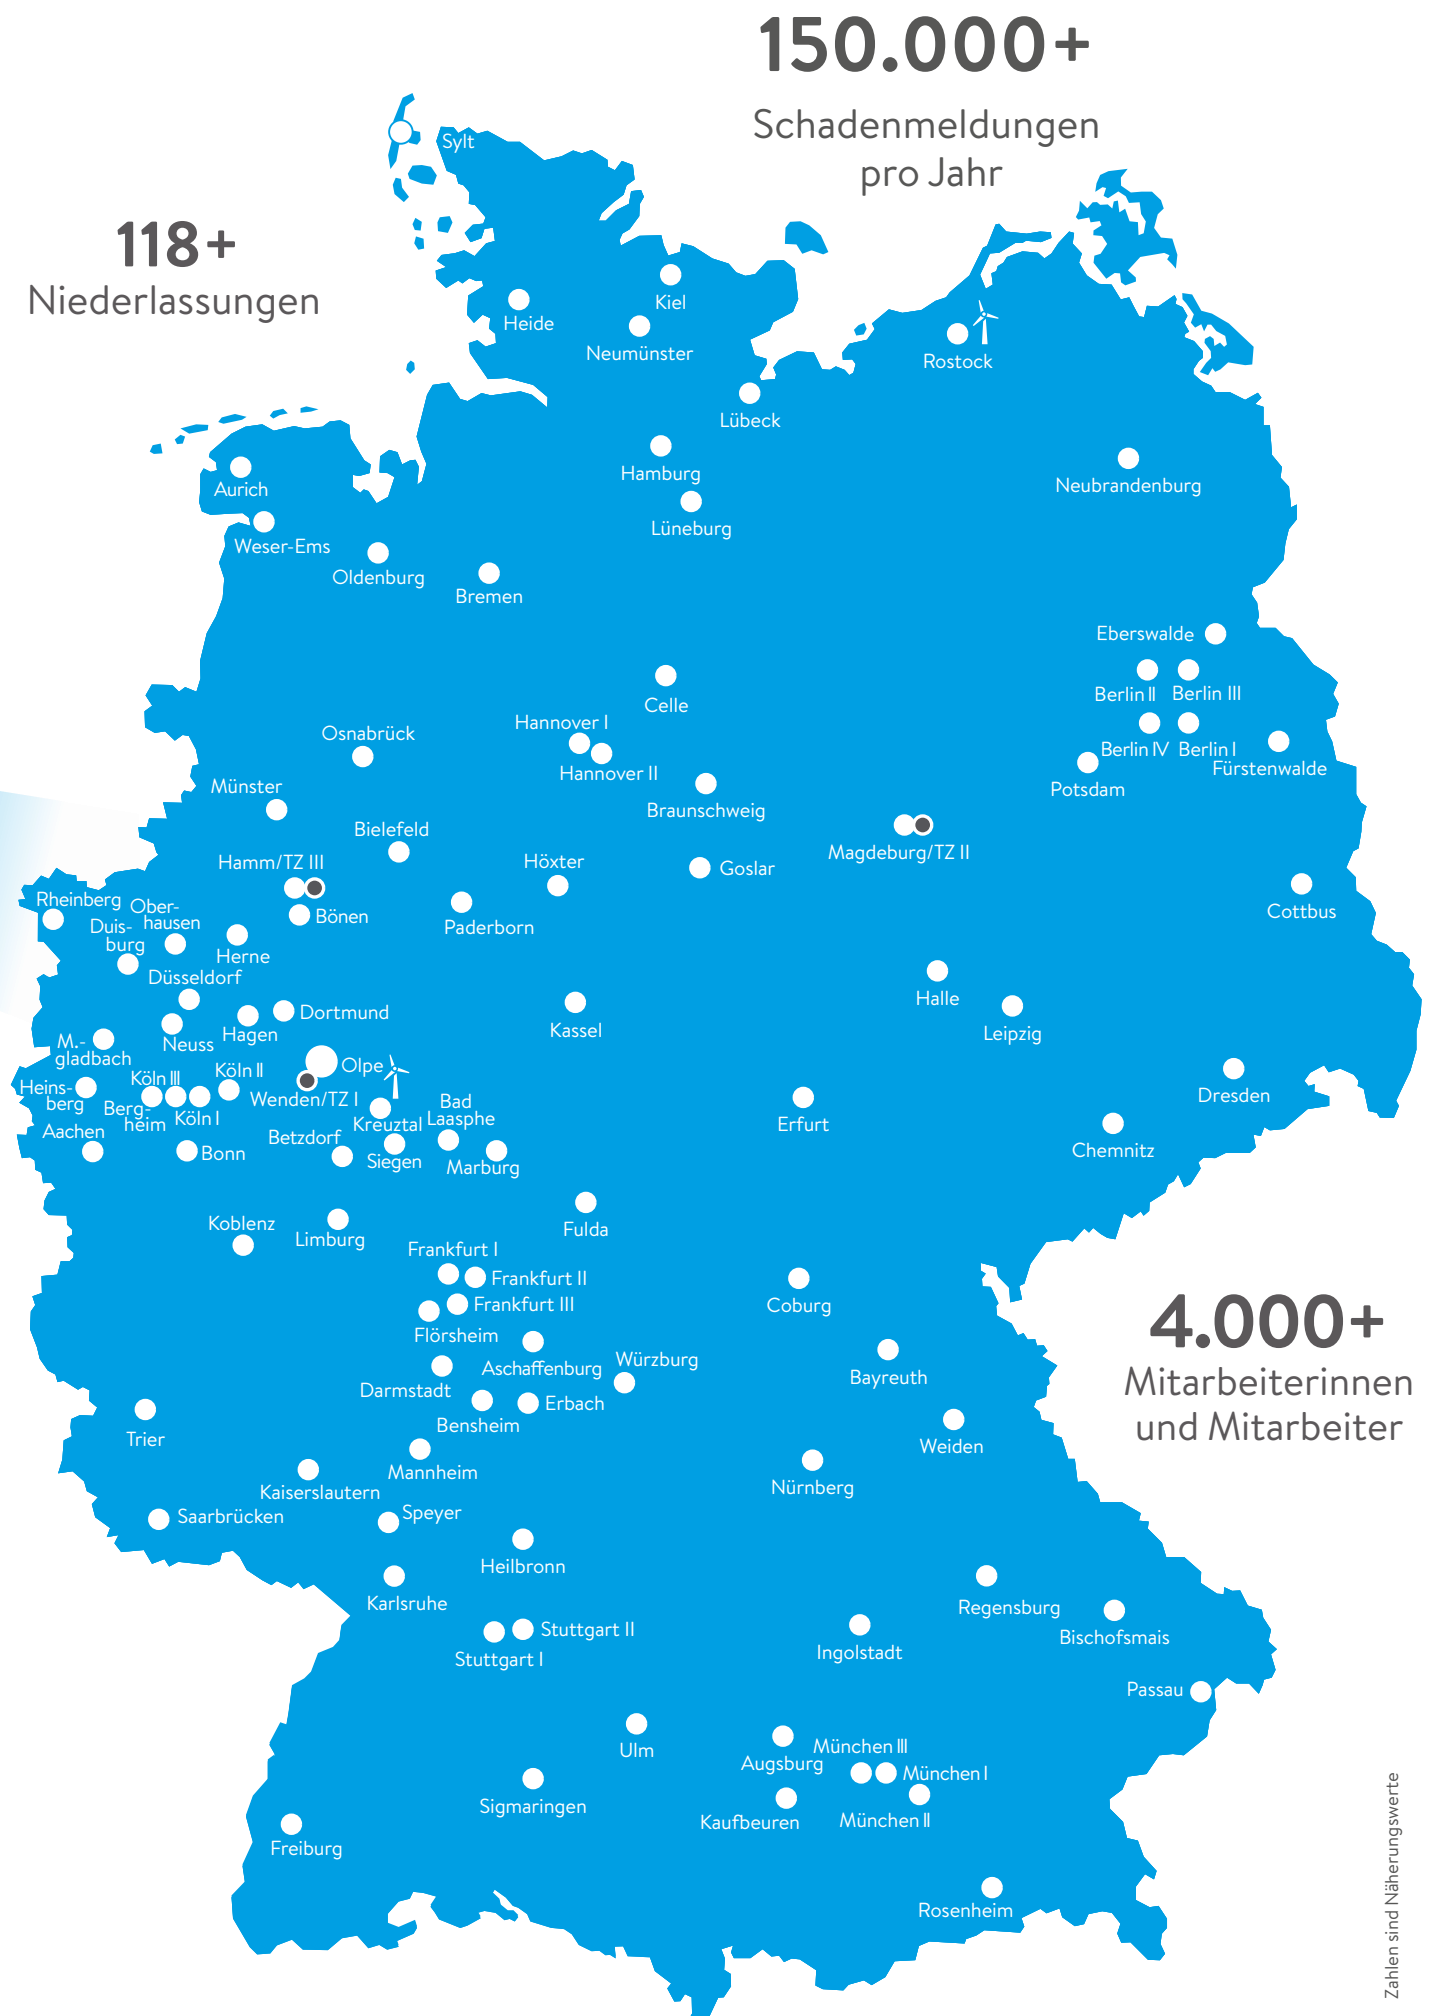 150.000+
Schadenmeldungen
pro Jahr
Sylt
118+
Niederlassungen
Kiel
Heide
Neumünster
Rostock
Lübeck
Hamburg
Aurich
Neubrandenburg
Lüneburg
Weser-Ems
Oldenburg
Bremen
Eberswalde
Berlin II
Berlin III
Celle
Hannover I
Osnabrück
Berlin IV
Berlin I
Fürstenwalde
Hannover II
Münster
Potsdam
Braunschweig
Bielefeld
Magdeburg/TZ II
Hamm/TZ III
Höxter
Goslar
Rheinberg
Ober-
hausen
Cottbus
Bönen
Duis-
burg
Paderborn
Herne
Düsseldorf
Halle
Dortmund
Kassel
Hagen
Leipzig
Neuss
M.-
gladbach
Olpe
Köln II
Köln III
Heins-
berg
Wenden/TZ I
Dresden
Bad
Laasphe
Berg-
heim
Köln I
Kreuztal
Erfurt
Aachen
Betzdorf
Bonn
Siegen
Marburg
Chemnitz
Koblenz
Limburg
Fulda
Frankfurt I
Frankfurt II
Frankfurt III
Coburg
4.000+
Mitarbeiterinnen
und Mitarbeiter
Flörsheim
Aschaffenburg
Würzburg
Bayreuth
Darmstadt
Erbach
Bensheim
Trier
Weiden
Mannheim
Kaiserslautern
Nürnberg
Saarbrücken
Speyer
Heilbronn
Karlsruhe
Regensburg
Stuttgart II
Bischofsmais
Stuttgart I
Ingolstadt
Passau
Ulm
München III
Augsburg
München I
Sigmaringen
Kaufbeuren
München II
Freiburg
Rosenheim
Zahlen sind Näherungswerte